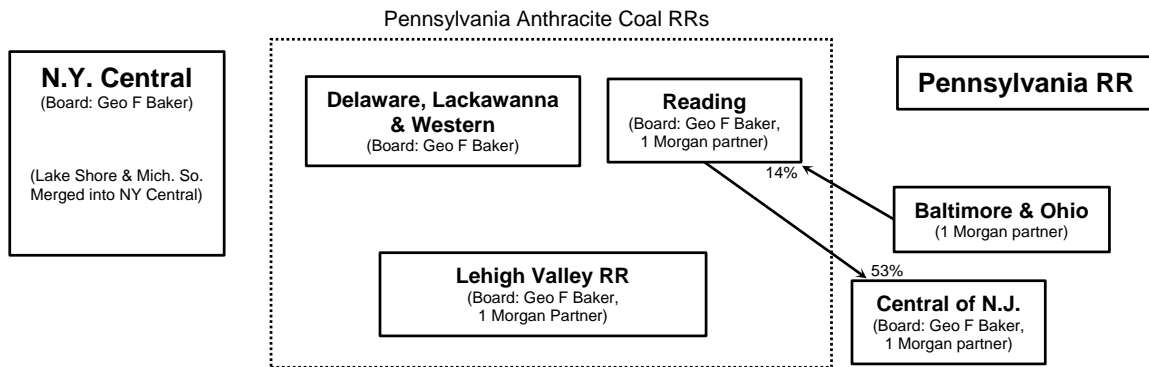 Pennsylvania Anthracite Coal RRs
N.Y. Central
(Board: Geo F Baker)
(Lake Shore & Mich. So.
Merged into NY Central)
Delaware, Lackawanna
& Western
(Board: Geo F Baker)
Reading
(Board: Geo F Baker,
1 Morgan partner)
Pennsylvania RR
14%
Baltimore & Ohio
(1 Morgan partner)
Lehigh Valley RR
(Board: Geo F Baker,
1 Morgan Partner)
53%
Central of N.J.
(Board: Geo F Baker,
1 Morgan partner)